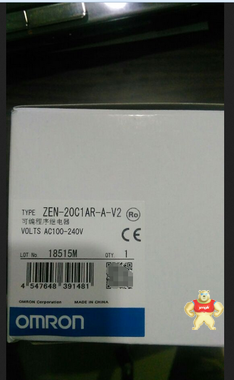 TYPE ZEN-20C1AR-A-V2 Ro
可编程序继电器
VOLTS AC100-240V
LOT No 18515M QTY. 1
4 547648 391481
OMRON Corporation MADE IN CHINA
OMRON